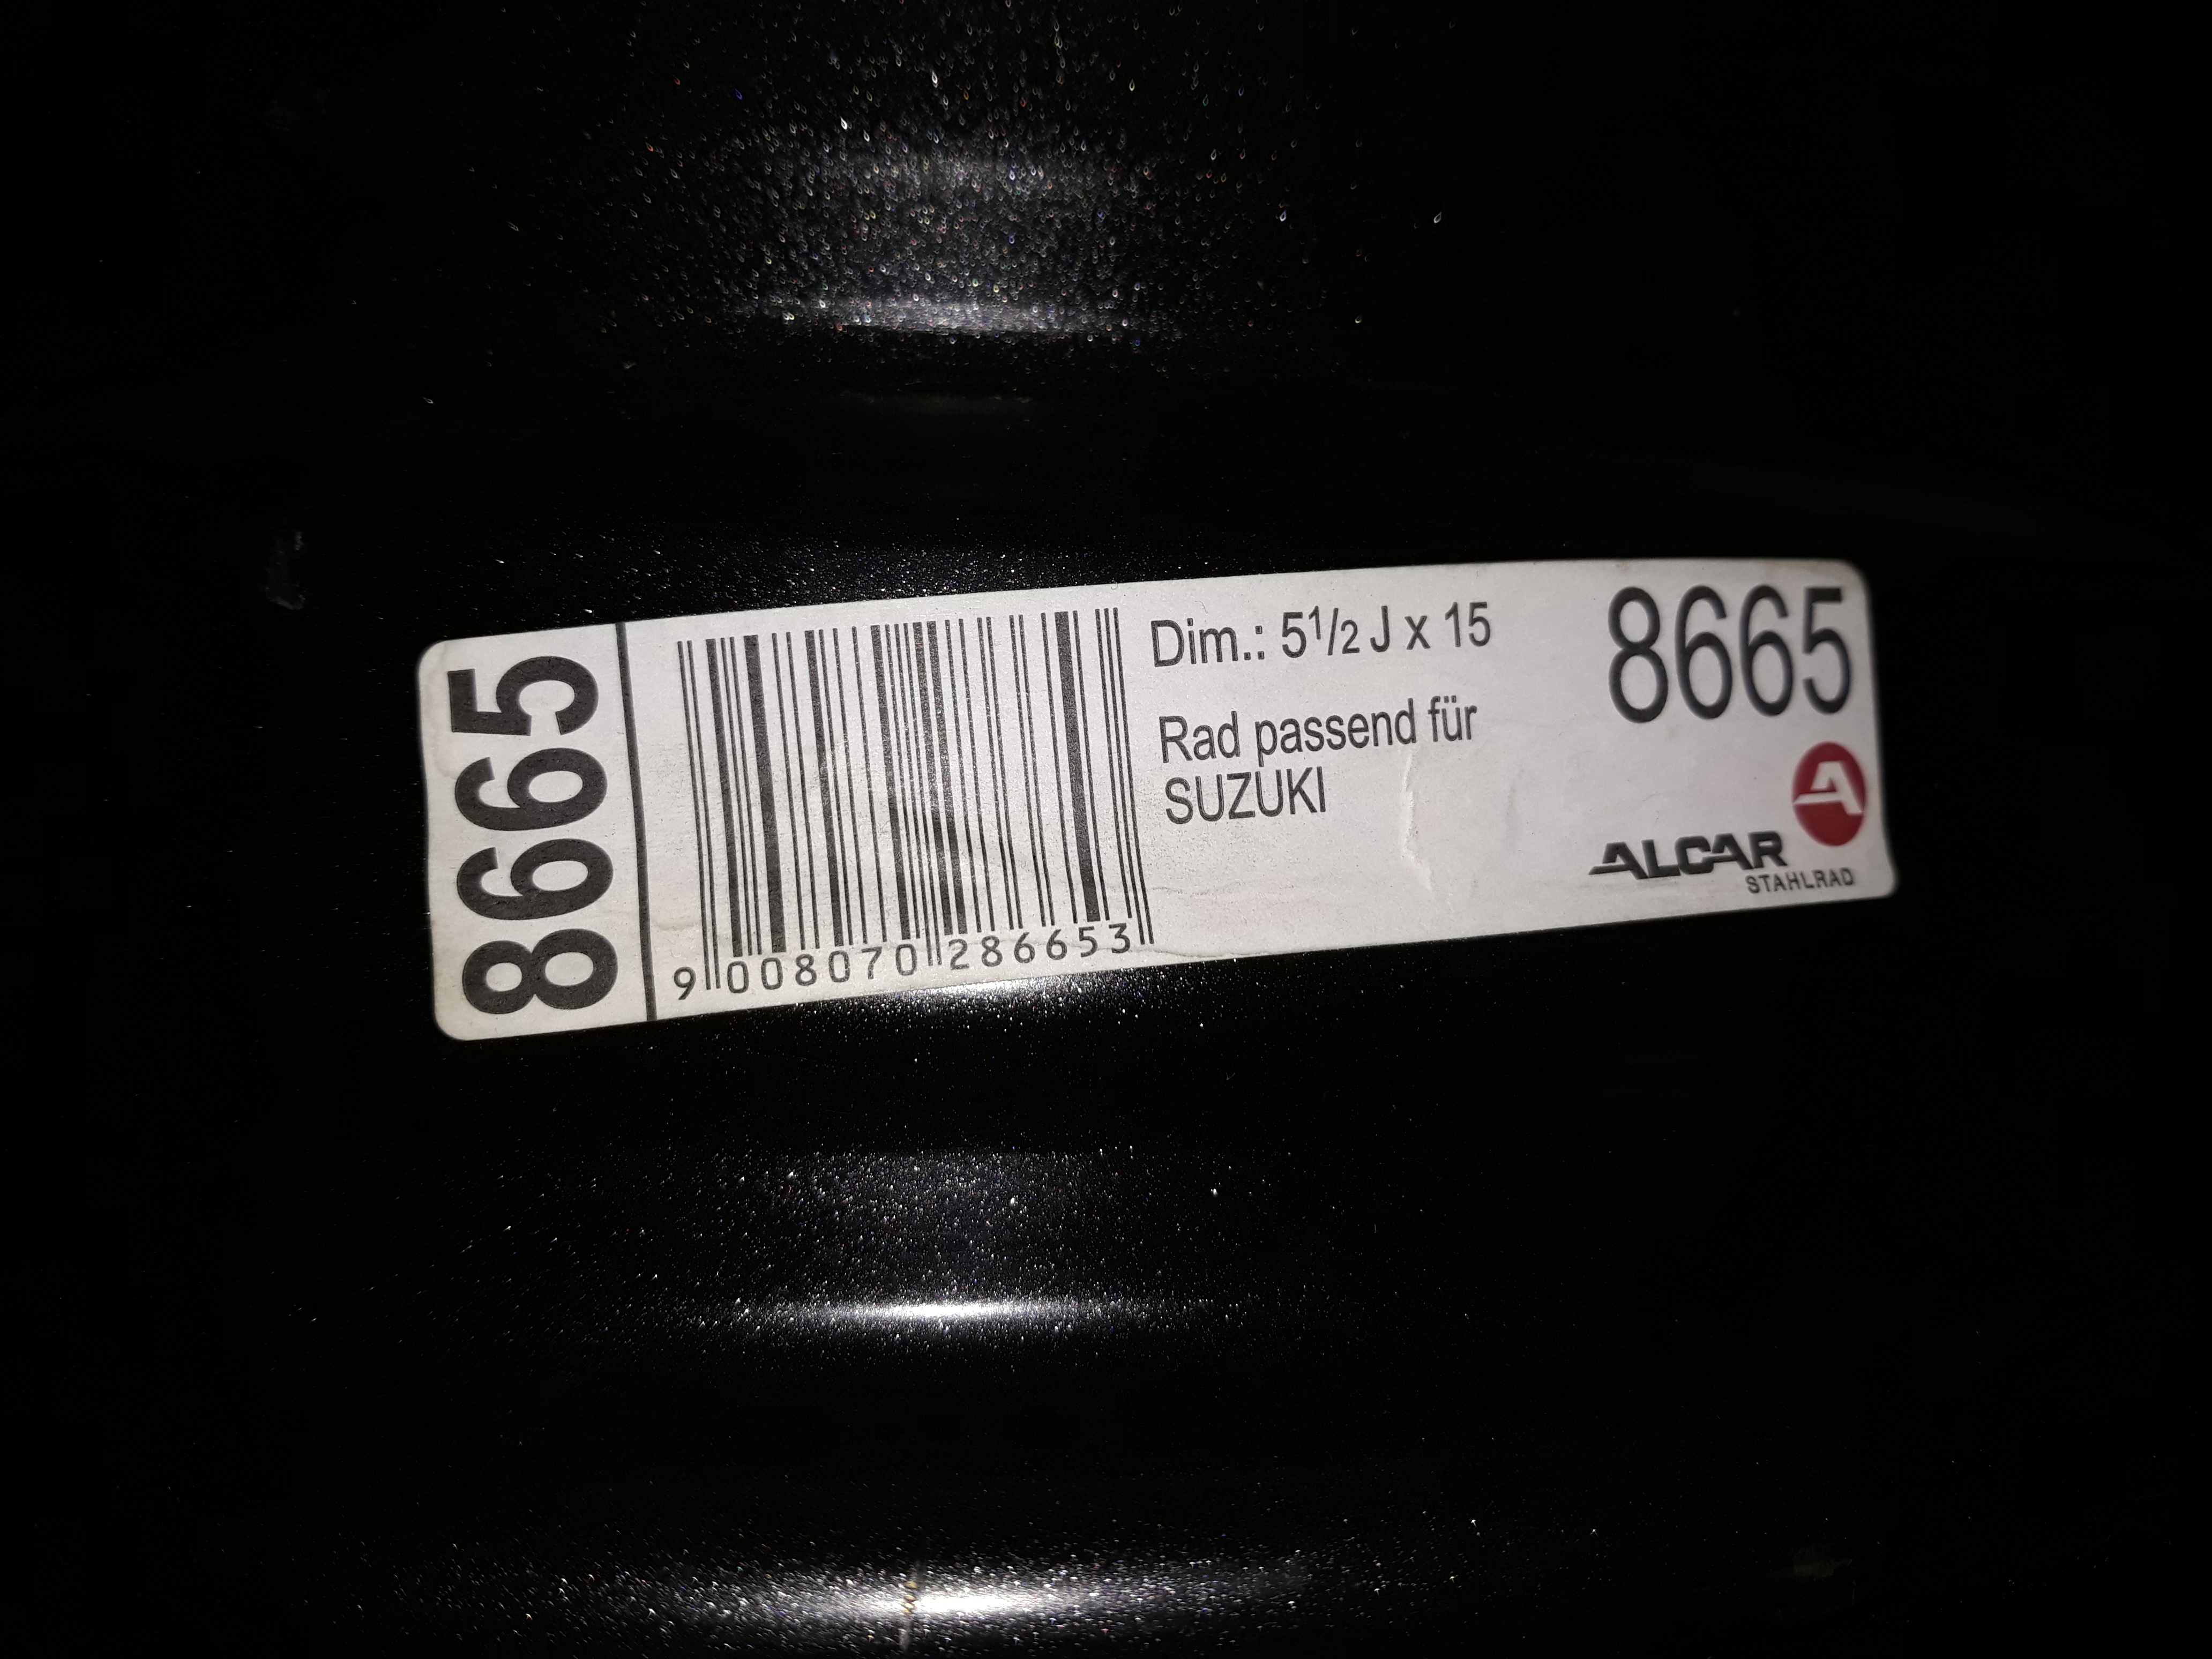 8665
9 008070 286653
Dim.: 5½ J x 15
Rad passend für
SUZUKI
8665
A
ALCAR
STAHLRAD